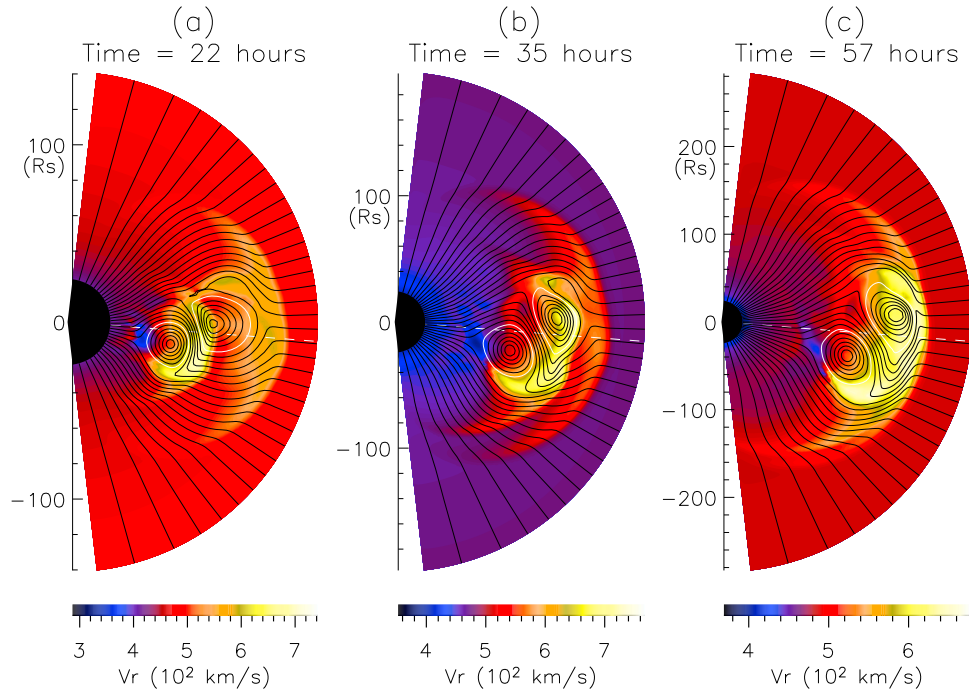 (a)
Time = 22 hours
100
(Rs)
0
−100
3 4 5 6 7
Vr (10² km/s)
(b)
Time = 35 hours
100
(Rs)
0
−100
4 5 6 7
Vr (10² km/s)
(c)
Time = 57 hours
200
(Rs)
100
0
−100
−200
4 5 6
Vr (10² km/s)